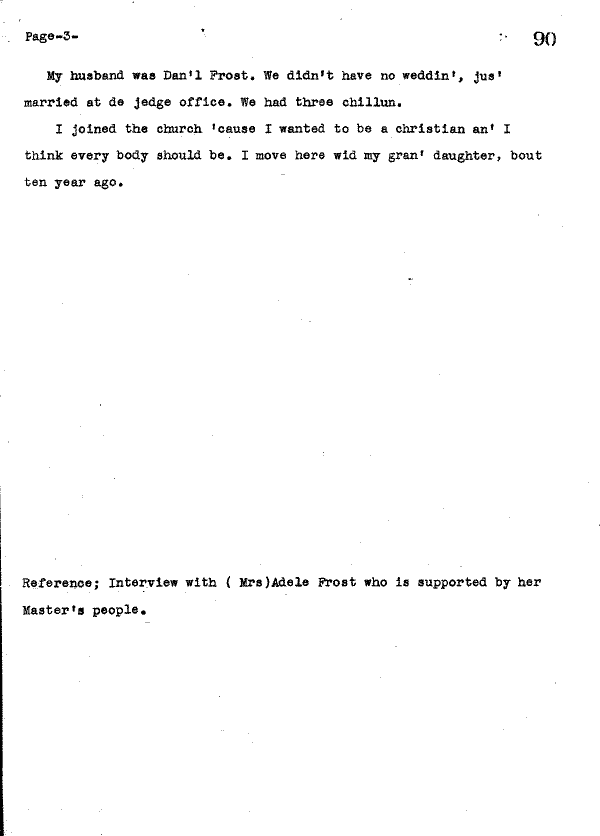 Page-3-
90
My husband was Dan'l Frost. We didn't have no weddin', jus'
married at de jedge office. We had three chillun.
I joined the church 'cause I wanted to be a christian an' I
think every body should be. I move here wid my gran' daughter, bout
ten year ago.
Reference; Interview with ( Mrs)Adele Frost who is supported by her
Master's people.